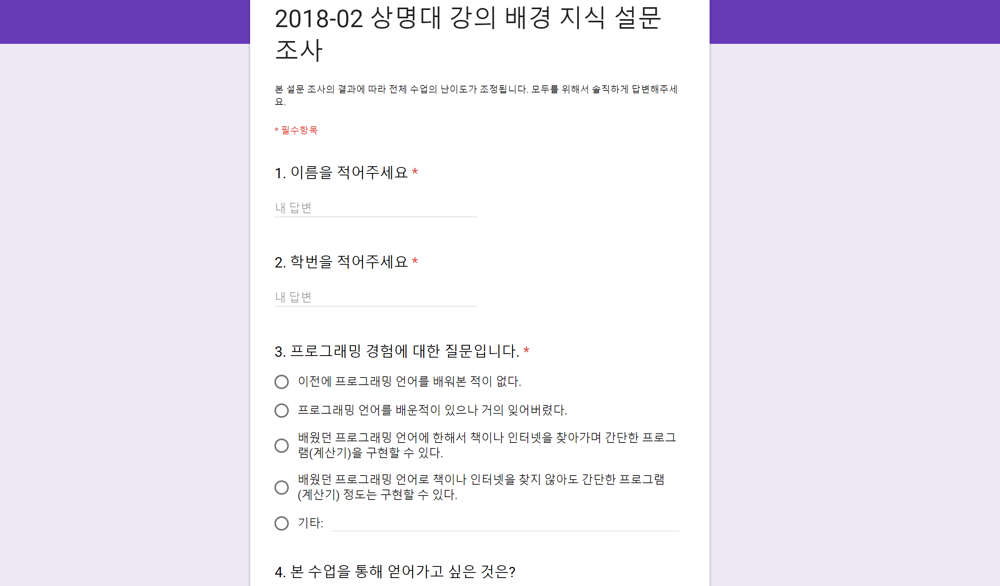 2018-02 상명대 강의 배경 지식 설문
조사
본 설문 조사의 결과에 따라 전체 수업의 난이도가 조정됩니다. 모두를 위해서 솔직하게 답변해주세
요.
* 필수항목
1. 이름을 적어주세요 *
내 답변
2. 학번을 적어주세요 *
내 답변
3. 프로그래밍 경험에 대한 질문입니다. *
이전에 프로그래밍 언어를 배워본 적이 없다.
프로그래밍 언어를 배운적이 있으나 거의 잊어버렸다.
배웠던 프로그래밍 언어에 한해서 책이나 인터넷을 찾아가며 간단한 프로그
램(계산기)을 구현할 수 있다.
배웠던 프로그래밍 언어로 책이나 인터넷을 찾지 않아도 간단한 프로그램
(계산기) 정도는 구현할 수 있다.
기타:
4. 본 수업을 통해 얻어가고 싶은 것은?